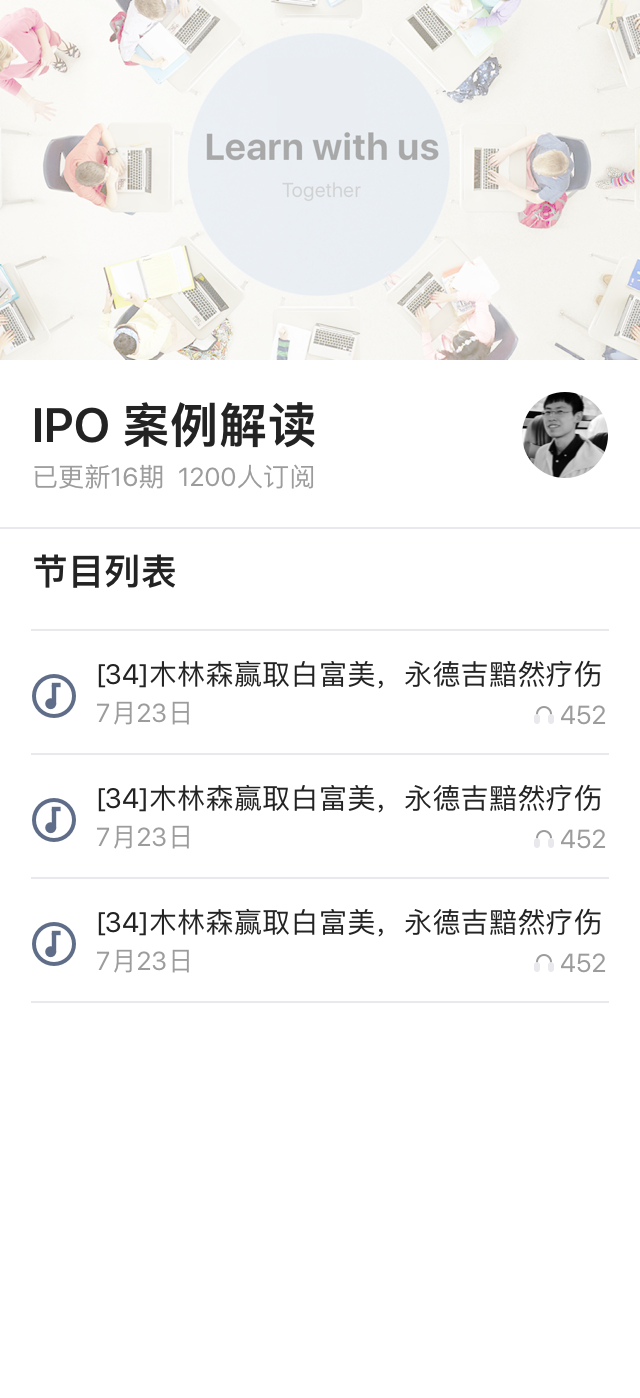 Learn with us
Together
IPO 案例解读
已更新16期 1200人订阅
节目列表
[34]木林森赢取白富美，永德吉黯然疗伤
7月23日
452
[34]木林森赢取白富美，永德吉黯然疗伤
7月23日
452
[34]木林森赢取白富美，永德吉黯然疗伤
7月23日
452